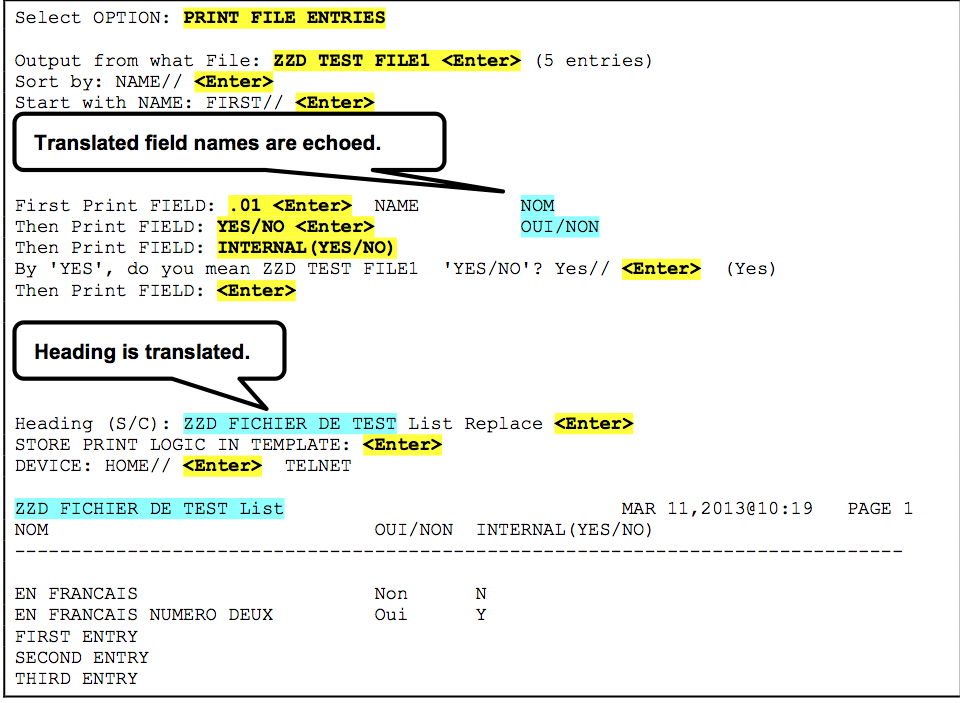 Select OPTION: PRINT FILE ENTRIES
Output from what File: ZZD TEST FILE1 <Enter> (5 entries)
Sort by: NAME// <Enter>
Start with NAME: FIRST// <Enter>
Translated field names are echoed.
First Print FIELD: .01 <Enter> NAME NOM
Then Print FIELD: YES/NO <Enter> OUI/NON
Then Print FIELD: INTERNAL(YES/NO)
By 'YES', do you mean ZZD TEST FILE1 'YES/NO'? Yes// <Enter> (Yes)
Then Print FIELD: <Enter>
Heading is translated.
Heading (S/C): ZZD FICHIER DE TEST List Replace <Enter>
STORE PRINT LOGIC IN TEMPLATE: <Enter>
DEVICE: HOME// <Enter> TELNET
ZZD FICHIER DE TEST List MAR 11,2013@10:19 PAGE 1
NOM OUI/NON INTERNAL(YES/NO)
-------------------------------------------------------------------------------
EN FRANCAIS Non N
EN FRANCAIS NUMERO DEUX Oui Y
FIRST ENTRY
SECOND ENTRY
THIRD ENTRY